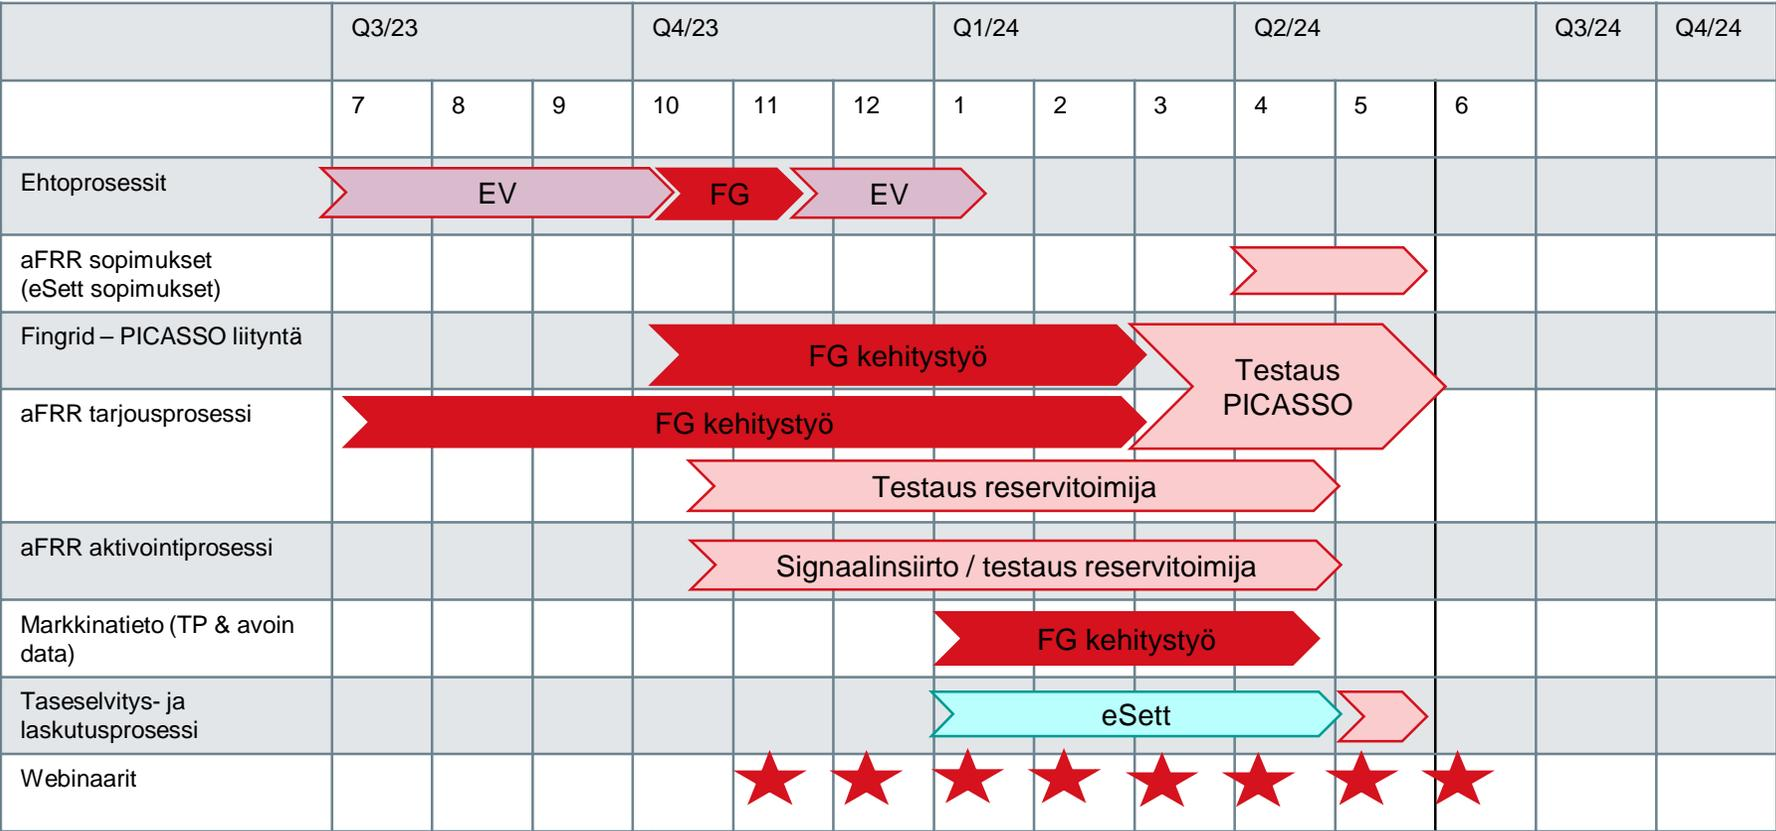 Q3/23 Q4/23 Q1/24 Q2/24 Q3/24 Q4/24
7 8 9 10 11 12 1 2 3 4 5 6
Ehtoprosessit EV FG EV
aFRR sopimukset
(eSett sopimukset)
Fingrid – PICASSO liityntä FG kehitystyö
Testaus
PICASSO
aFRR tarjousprosessi FG kehitystyö
Testaus reservitoimija
aFRR aktivointiprosessi Signaalinsiirto / testaus reservitoimija
Markkinatieto (TP & avoin
data)
FG kehitystyö
Taseselvitys- ja
laskutusprosessi
eSett
Webinaarit